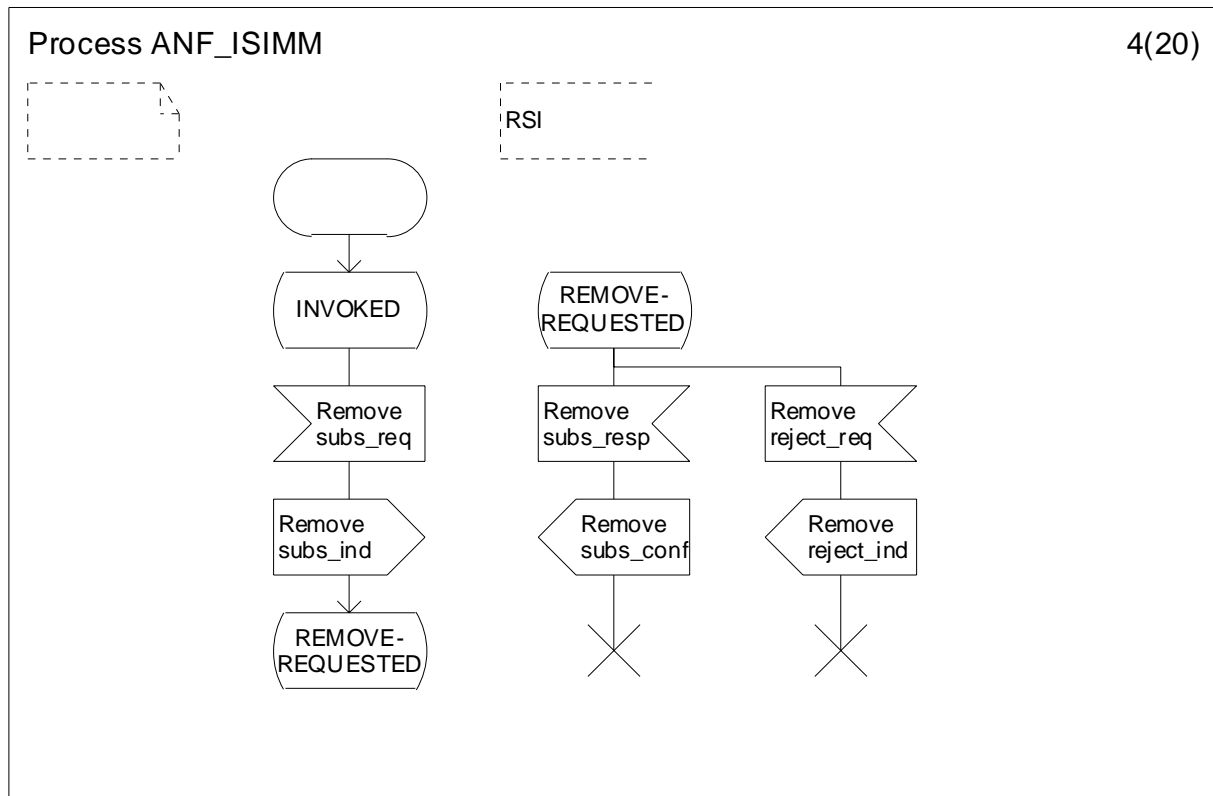 Process ANF_ISIMM
4(20)
RSI
INVOKED
REMOVE-
REQUESTED
Remove
subs_req
Remove
subs_resp
Remove
reject_req
Remove
subs_ind
Remove
subs_conf
Remove
reject_ind
REMOVE-
REQUESTED